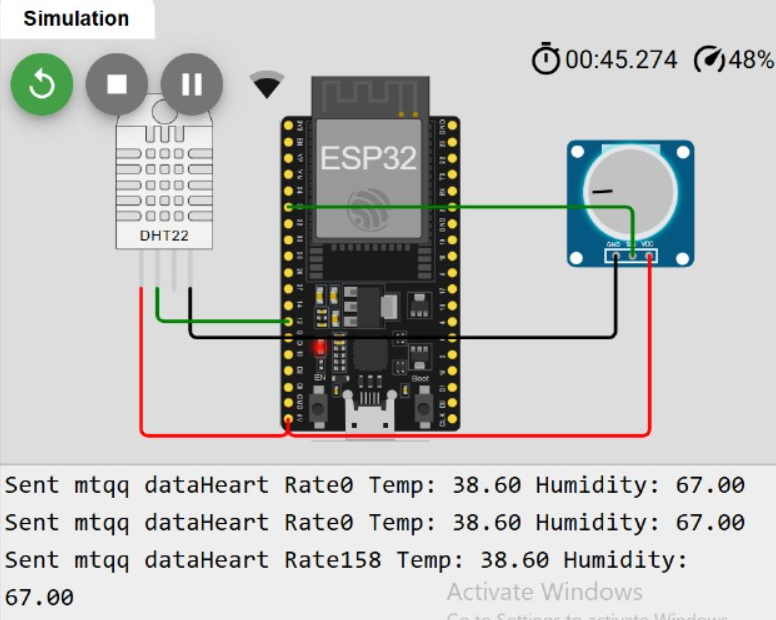 Simulation
00:45.274 48%
ESP32
DHT22
GND SIG VCC
EN
Boot
Sent mtqq dataHeart Rate0 Temp: 38.60 Humidity: 67.00
Sent mtqq dataHeart Rate0 Temp: 38.60 Humidity: 67.00
Sent mtqq dataHeart Rate158 Temp: 38.60 Humidity:
67.00
Activate Windows
Go to Settings to activate Windows.